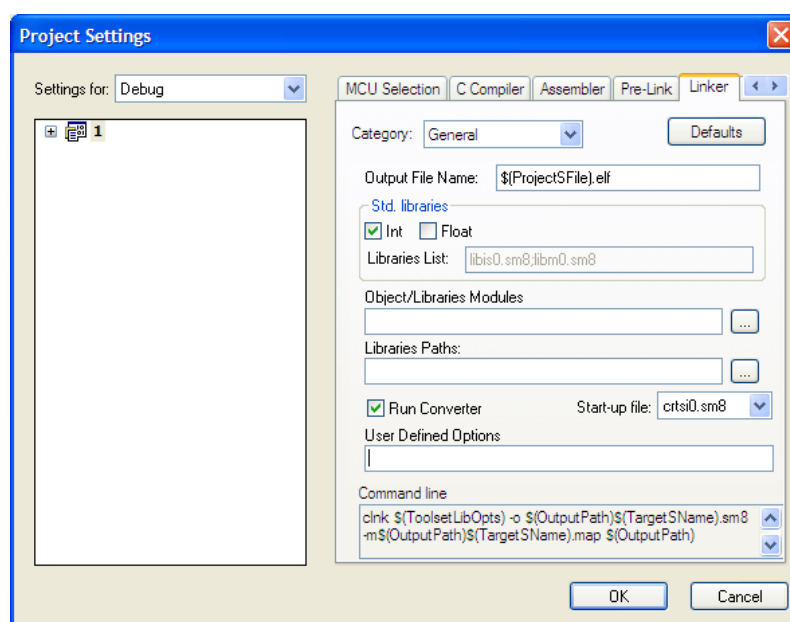 Project Settings
Settings for: Debug
1
MCU Selection C Compiler Assembler Pre-Link Linker
Category: General Defaults
Output File Name: $(ProjectSFile).elf
Std. libraries
Int Float
Libraries List: libis0.sm8;libm0.sm8
Object/Libraries Modules
...
Libraries Paths:
...
Run Converter Start-up file: crtsi0.sm8
User Defined Options
Command line
clnk $(ToolsetLibOpts) -o $(OutputPath)$(TargetSName).sm8
-m$(OutputPath)$(TargetSName).map $(OutputPath)
OK Cancel